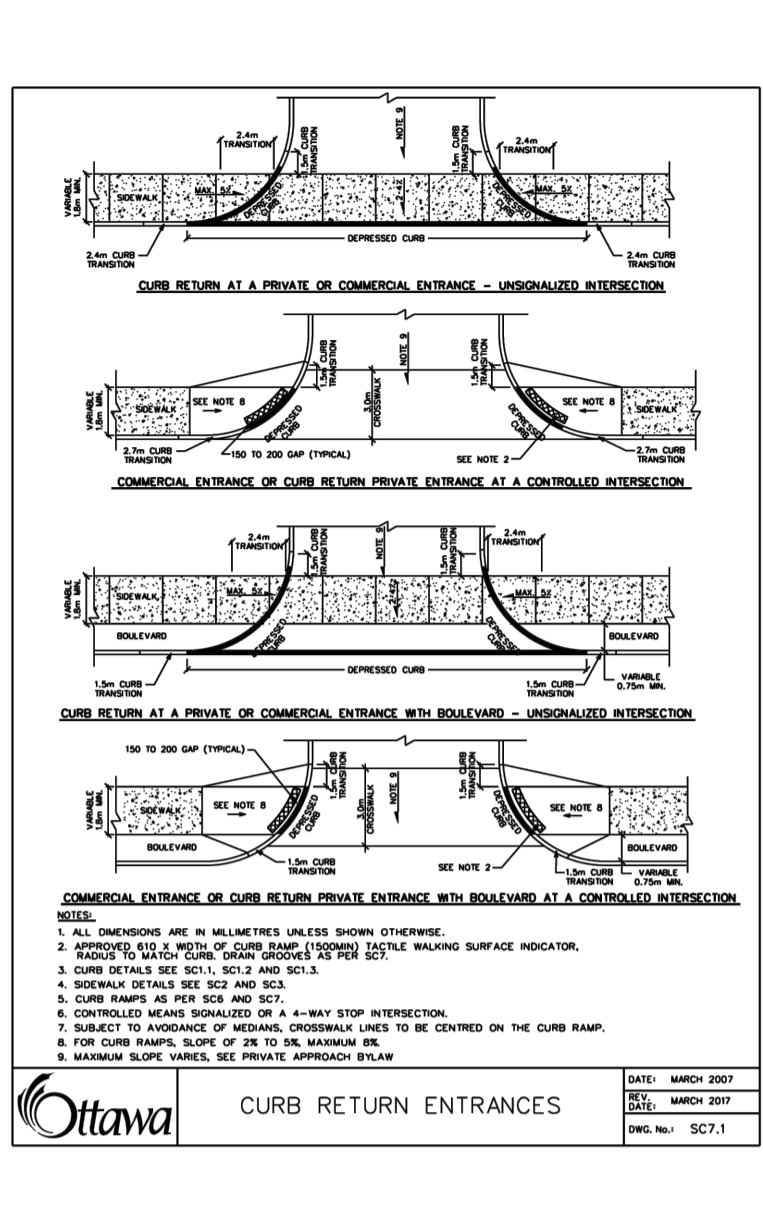 2.4m
TRANSITION
1.5m CURB
TRANSITION
NOTE 9
1.5m CURB
TRANSITION
2.4m
TRANSITION
VARIABLE
1.8m MIN.
SIDEWALK
MAX. 5%
DEPRESSED
CURB
2-4%
DEPRESSED
CURB
MAX. 5%
DEPRESSED CURB
2.4m CURB
TRANSITION
2.4m CURB
TRANSITION
CURB RETURN AT A PRIVATE OR COMMERCIAL ENTRANCE - UNSIGNALIZED INTERSECTION
1.5m CURB
TRANSITION
NOTE 9
1.5m CURB
TRANSITION
VARIABLE
1.8m MIN.
SIDEWALK
SEE NOTE 8
DEPRESSED
CURB
3.0m
CROSSWALK
DEPRESSED
CURB
SEE NOTE 8
SIDEWALK
2.7m CURB
TRANSITION
150 TO 200 GAP (TYPICAL)
SEE NOTE 2
2.7m CURB
TRANSITION
COMMERCIAL ENTRANCE OR CURB RETURN PRIVATE ENTRANCE AT A CONTROLLED INTERSECTION
2.4m
TRANSITION
1.5m CURB
TRANSITION
NOTE 9
1.5m CURB
TRANSITION
2.4m
TRANSITION
VARIABLE
1.8m MIN.
SIDEWALK
MAX. 5%
2-4%
MAX. 5%
BOULEVARD
DEPRESSED
CURB
DEPRESSED
CURB
BOULEVARD
DEPRESSED CURB
1.5m CURB
TRANSITION
1.5m CURB
TRANSITION
VARIABLE
0.75m MIN.
CURB RETURN AT A PRIVATE OR COMMERCIAL ENTRANCE WITH BOULEVARD - UNSIGNALIZED INTERSECTION
150 TO 200 GAP (TYPICAL)
1.5m CURB
TRANSITION
NOTE 9
1.5m CURB
TRANSITION
VARIABLE
1.8m MIN.
SIDEWALK
SEE NOTE 8
DEPRESSED
CURB
3.0m
CROSSWALK
DEPRESSED
CURB
SEE NOTE 8
SIDEWALK
BOULEVARD
BOULEVARD
1.5m CURB
TRANSITION
SEE NOTE 2
1.5m CURB
TRANSITION
VARIABLE
0.75m MIN.
COMMERCIAL ENTRANCE OR CURB RETURN PRIVATE ENTRANCE WITH BOULEVARD AT A CONTROLLED INTERSECTION
NOTES:
1. ALL DIMENSIONS ARE IN MILLIMETRES UNLESS SHOWN OTHERWISE.
2. APPROVED 610 X WIDTH OF CURB RAMP (1500MIN) TACTILE WALKING SURFACE INDICATOR,
RADIUS TO MATCH CURB. DRAIN GROOVES AS PER SC7.
3. CURB DETAILS SEE SC1.1, SC1.2 AND SC1.3.
4. SIDEWALK DETAILS SEE SC2 AND SC3.
5. CURB RAMPS AS PER SC6 AND SC7.
6. CONTROLLED MEANS SIGNALIZED OR A 4-WAY STOP INTERSECTION.
7. SUBJECT TO AVOIDANCE OF MEDIANS, CROSSWALK LINES TO BE CENTRED ON THE CURB RAMP.
8. FOR CURB RAMPS, SLOPE OF 2% TO 5%, MAXIMUM 8%.
9. MAXIMUM SLOPE VARIES, SEE PRIVATE APPROACH BYLAW
Ottawa
CURB RETURN ENTRANCES
DATE: MARCH 2007
REV.
DATE: MARCH 2017
DWG. No.: SC7.1